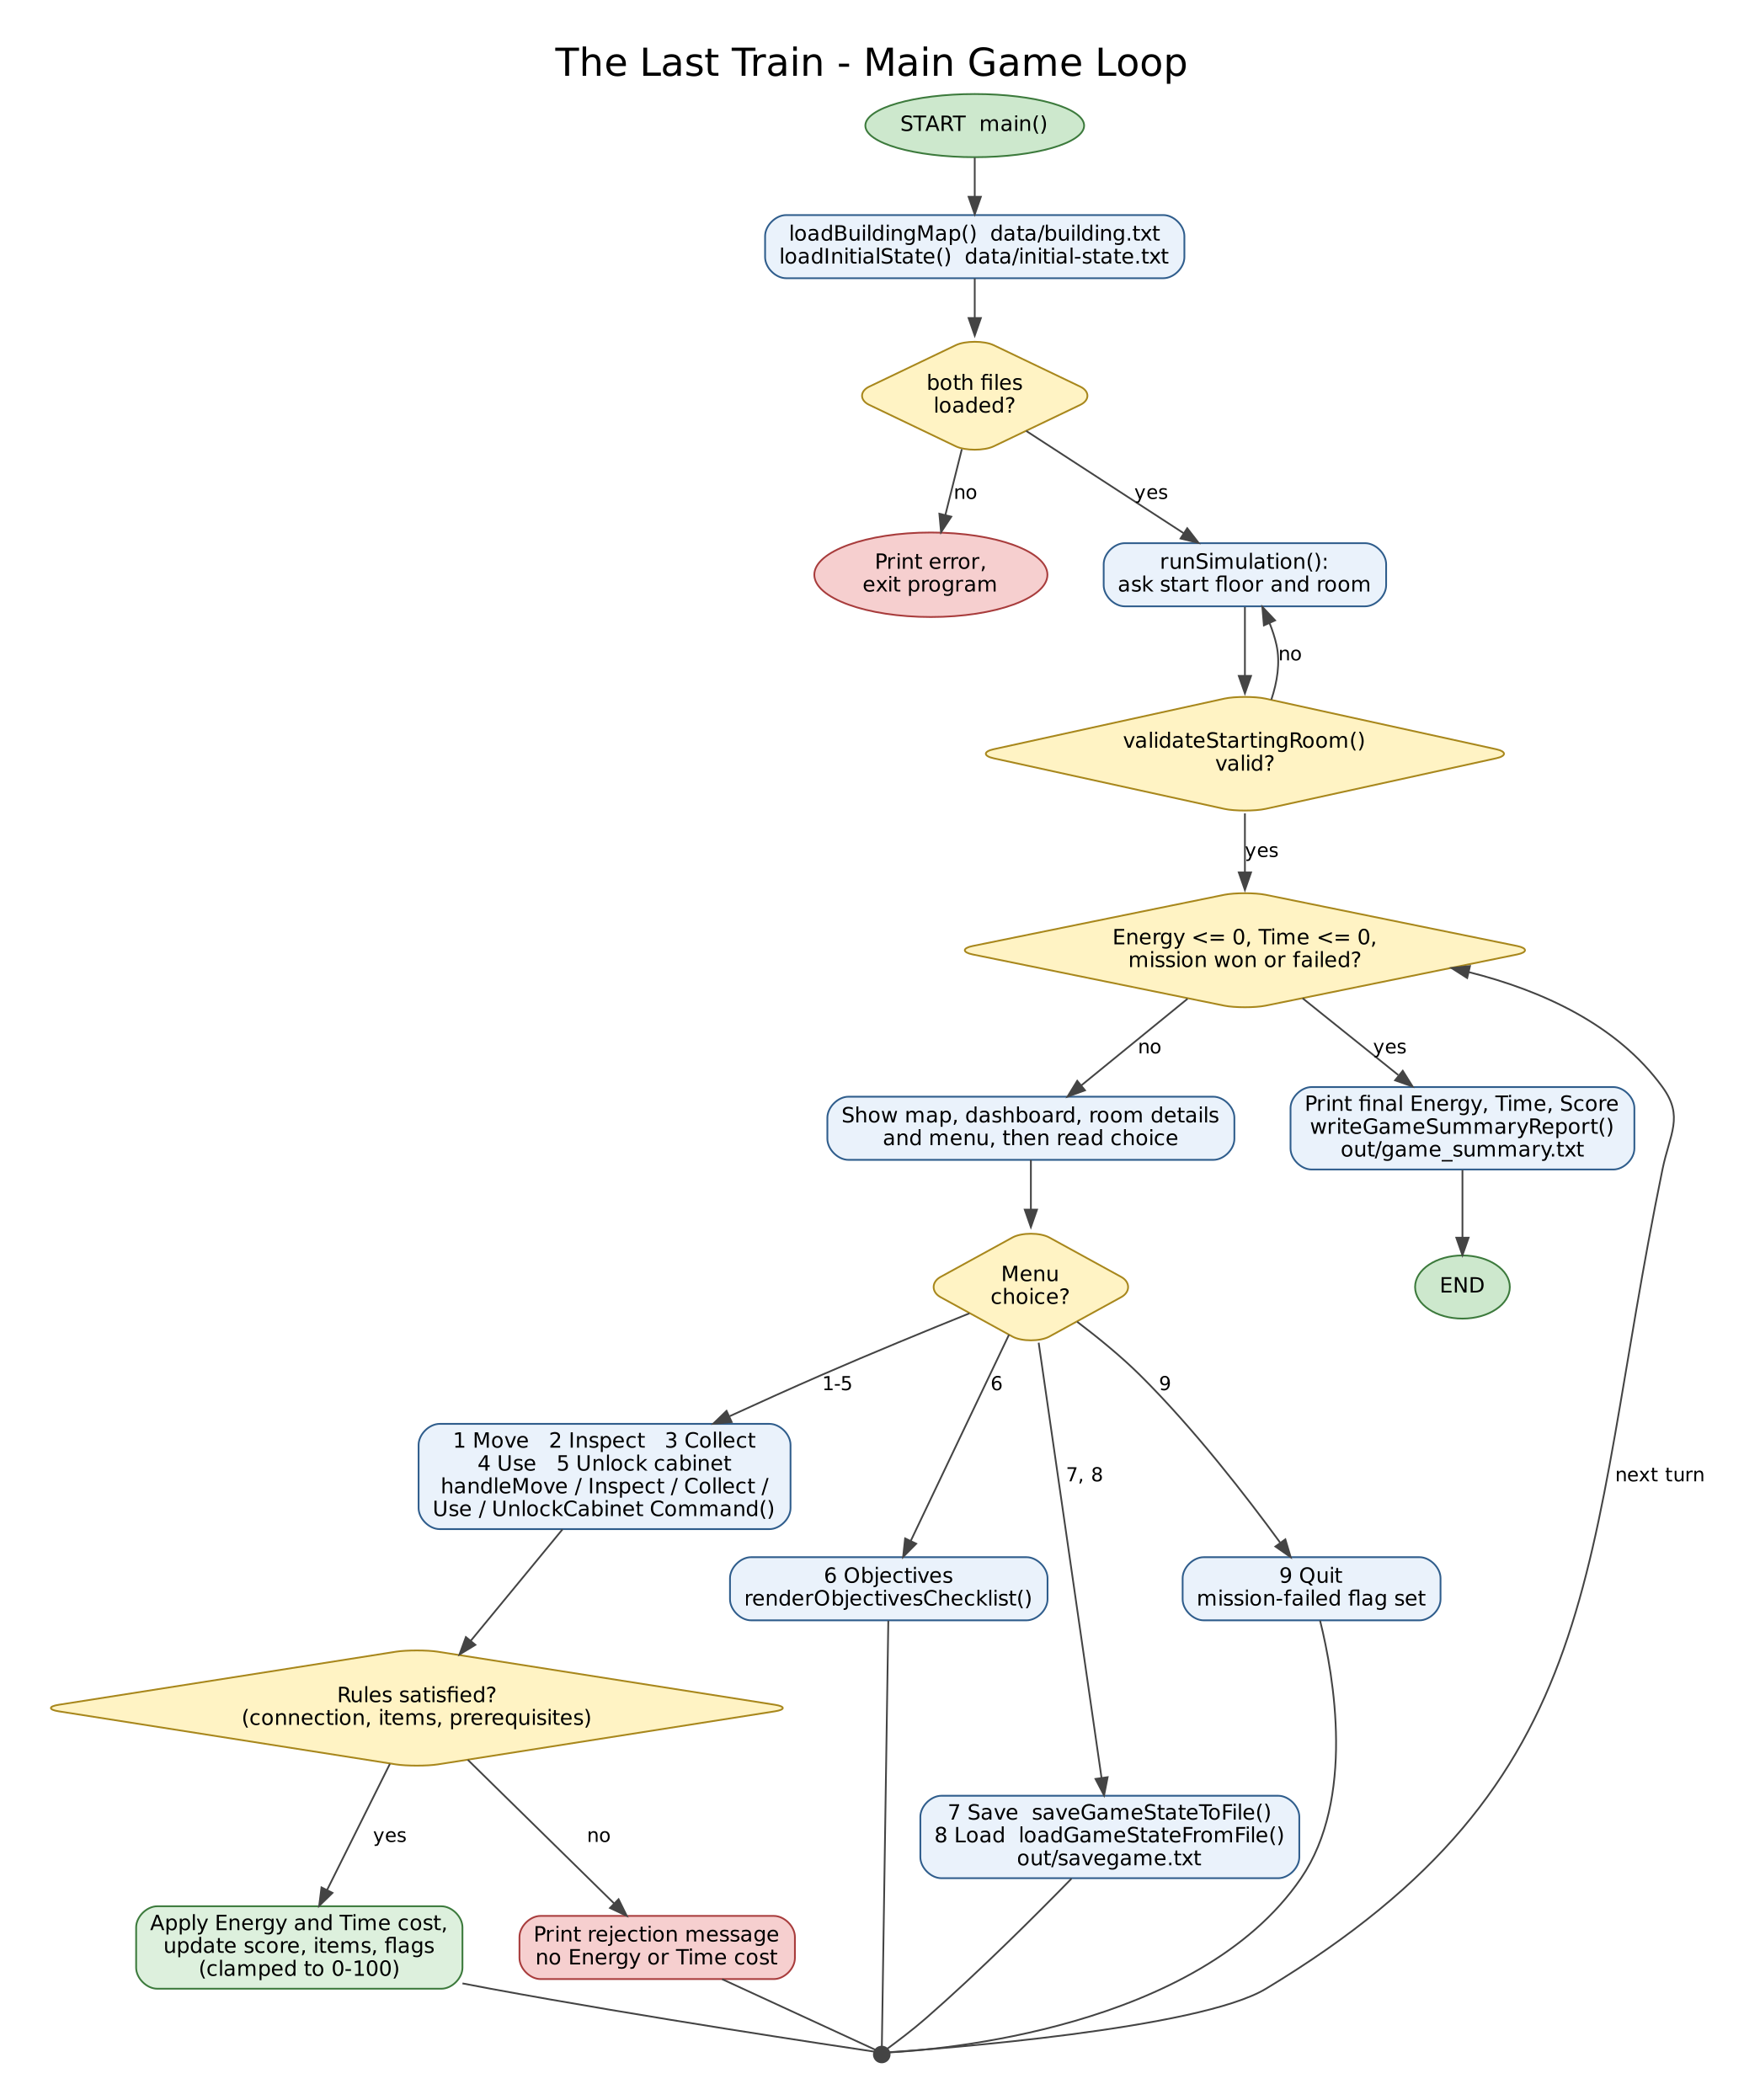 The Last Train - Main Game Loop
START  main()
loadBuildingMap()  data/building.txt
loadInitialState()  data/initial-state.txt
both files
loaded?
no
yes
Print error,
exit program
runSimulation():
ask start floor and room
no
validateStartingRoom()
valid?
yes
Energy <= 0, Time <= 0,
mission won or failed?
no
yes
Show map, dashboard, room details
and menu, then read choice
Print final Energy, Time, Score
writeGameSummaryReport()
out/game_summary.txt
Menu
choice?
END
1-5
6
9
7, 8
next turn
1 Move   2 Inspect   3 Collect
4 Use   5 Unlock cabinet
handleMove / Inspect / Collect /
Use / UnlockCabinet Command()
6 Objectives
renderObjectivesChecklist()
9 Quit
mission-failed flag set
Rules satisfied?
(connection, items, prerequisites)
7 Save  saveGameStateToFile()
8 Load  loadGameStateFromFile()
out/savegame.txt
yes
no
Apply Energy and Time cost,
update score, items, flags
(clamped to 0-100)
Print rejection message
no Energy or Time cost